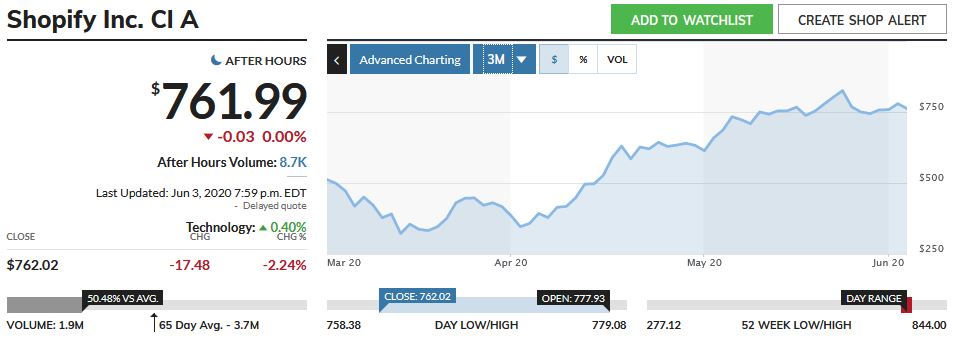 Shopify Inc. Cl A
ADD TO WATCHLIST
CREATE SHOP ALERT
AFTER HOURS
$761.99
-0.03 0.00%
After Hours Volume: 8.7K
Last Updated: Jun 3, 2020 7:59 p.m. EDT
- Delayed quote
Technology: 0.40%
CLOSE CHG CHG %
$762.02 -17.48 -2.24%
Advanced Charting 3M $ % VOL
$750
$500
$250
Mar 20 Apr 20 May 20 Jun 20
50.48% VS AVG.
VOLUME: 1.9M 65 Day Avg. - 3.7M
CLOSE: 762.02 OPEN: 777.93
758.38 DAY LOW/HIGH 779.08
DAY RANGE
277.12 52 WEEK LOW/HIGH 844.00